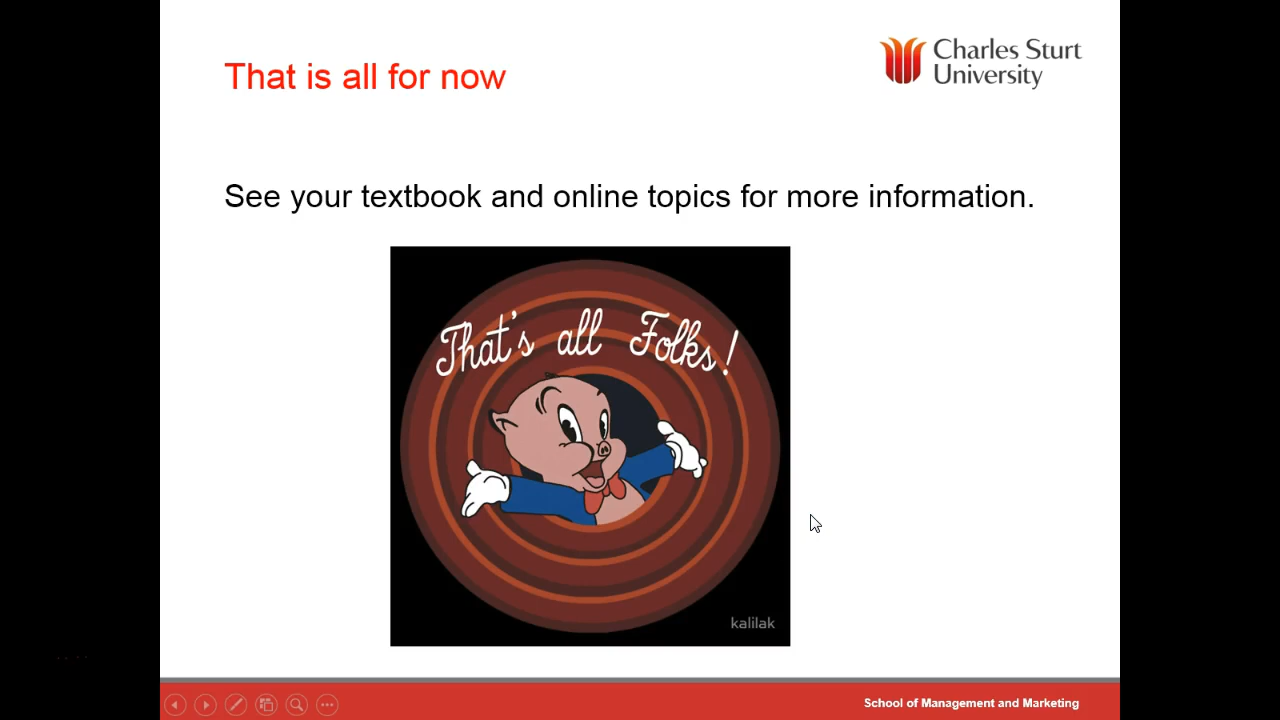 That is all for now
Charles Sturt
University
See your textbook and online topics for more information.
That's all Folks!
kalilak
School of Management and Marketing